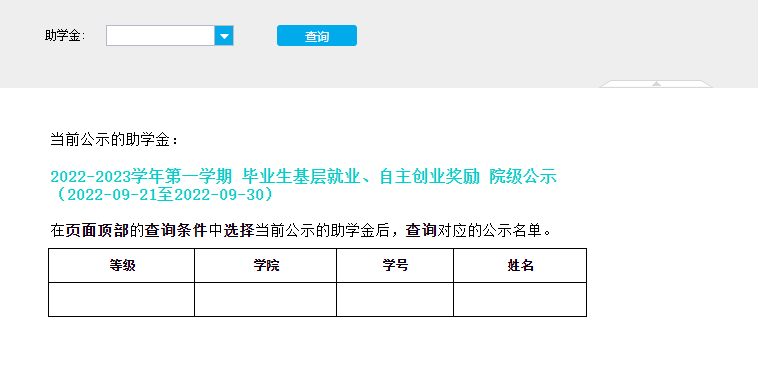 助学金: 查询
当前公示的助学金：
2022-2023学年第一学期 毕业生基层就业、自主创业奖励 院级公示
（2022-09-21至2022-09-30）
在页面顶部的查询条件中选择当前公示的助学金后，查询对应的公示名单。
等级 学院 学号 姓名